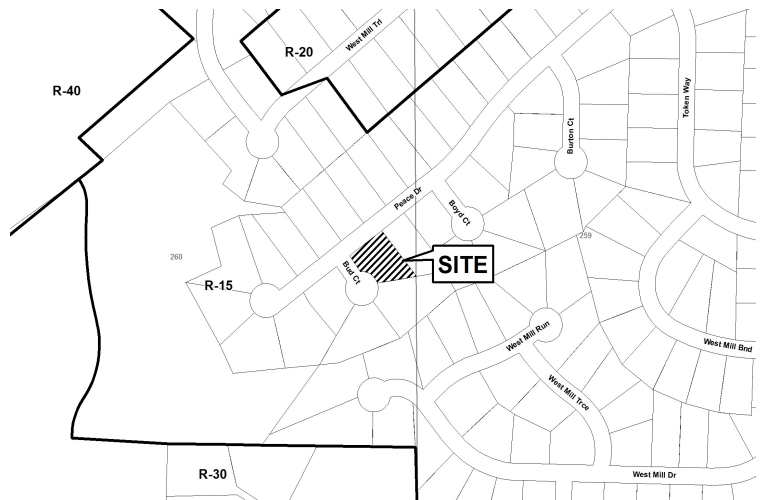 West Mill Trl
R-20
R-40
Token Way
Burton Ct
Peace Dr
Boyd Ct
259
260
SITE
Bud Ct
R-15
West Mill Run
West Mill Bnd
West Mill Trce
R-30
West Mill Dr